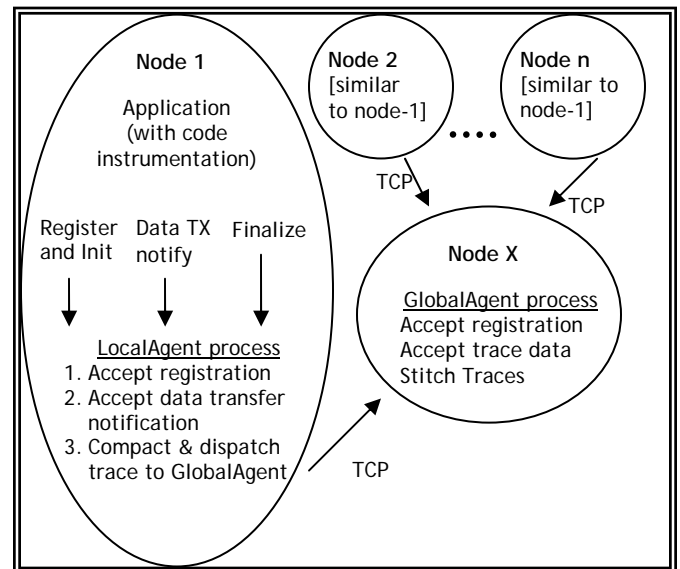 Node 1
Application
(with code
instrumentation)
Register
and Init
Data TX
notify
Finalize
LocalAgent process
1. Accept registration
2. Accept data transfer
notification
3. Compact & dispatch
trace to GlobalAgent
TCP
Node 2
[similar
to node-1]
....
Node n
[similar to
node-1]
TCP
TCP
Node X
GlobalAgent process
Accept registration
Accept trace data
Stitch Traces